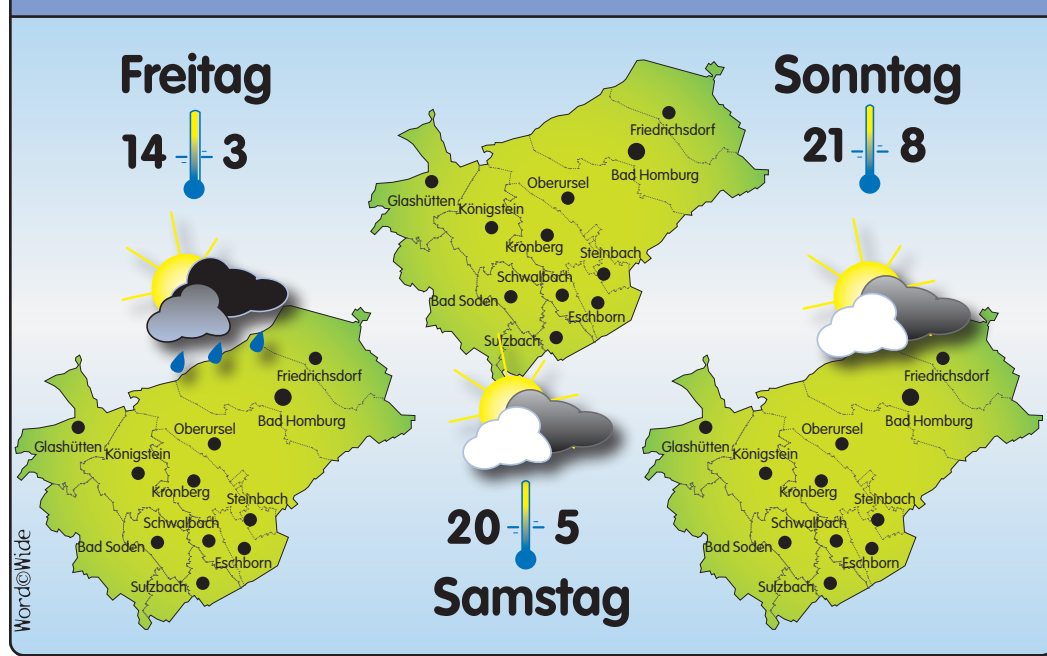 Freitag
14 3
Friedrichsdorf
Bad Homburg
Oberursel
Glashütten
Königstein
Kronberg
Steinbach
Schwalbach
Bad Soden
Eschborn
Sulzbach
Friedrichsdorf
Bad Homburg
Oberursel
Glashütten
Königstein
Kronberg
Steinbach
Schwalbach
Bad Soden
Eschborn
Sulzbach
20 5
Samstag
Sonntag
21 8
Friedrichsdorf
Bad Homburg
Oberursel
Glashütten
Königstein
Kronberg
Steinbach
Schwalbach
Bad Soden
Eschborn
Sulzbach
Word©Wide